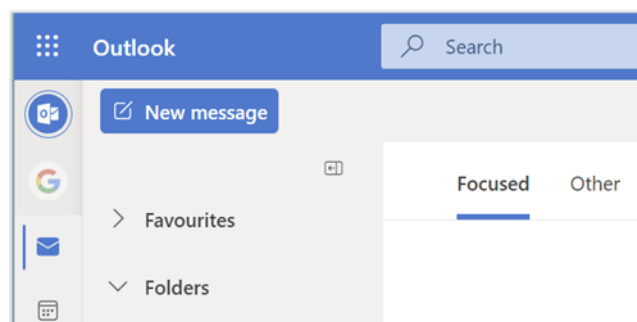 Outlook
Search
New message
Focused Other
Favourites
Folders